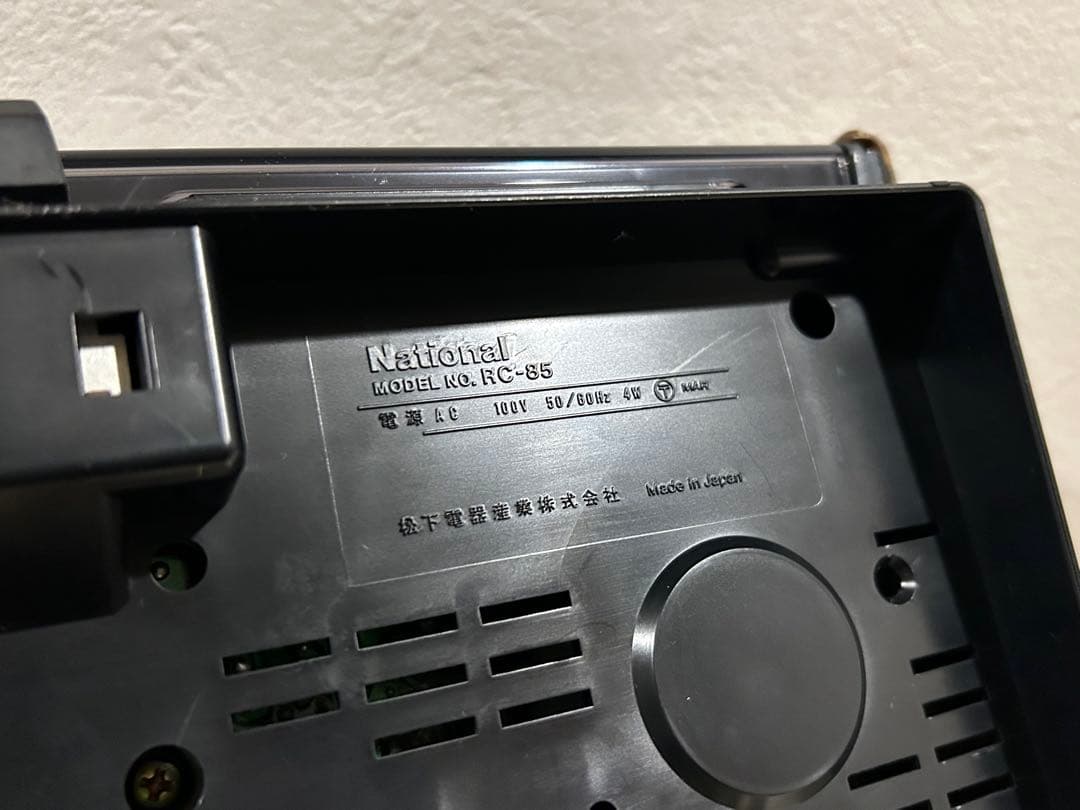 National
MODEL NO. RC-85
電源 AC 100V 50/60Hz 4W Ⓣ MAR
松下電器産業株式会社 Made in Japan